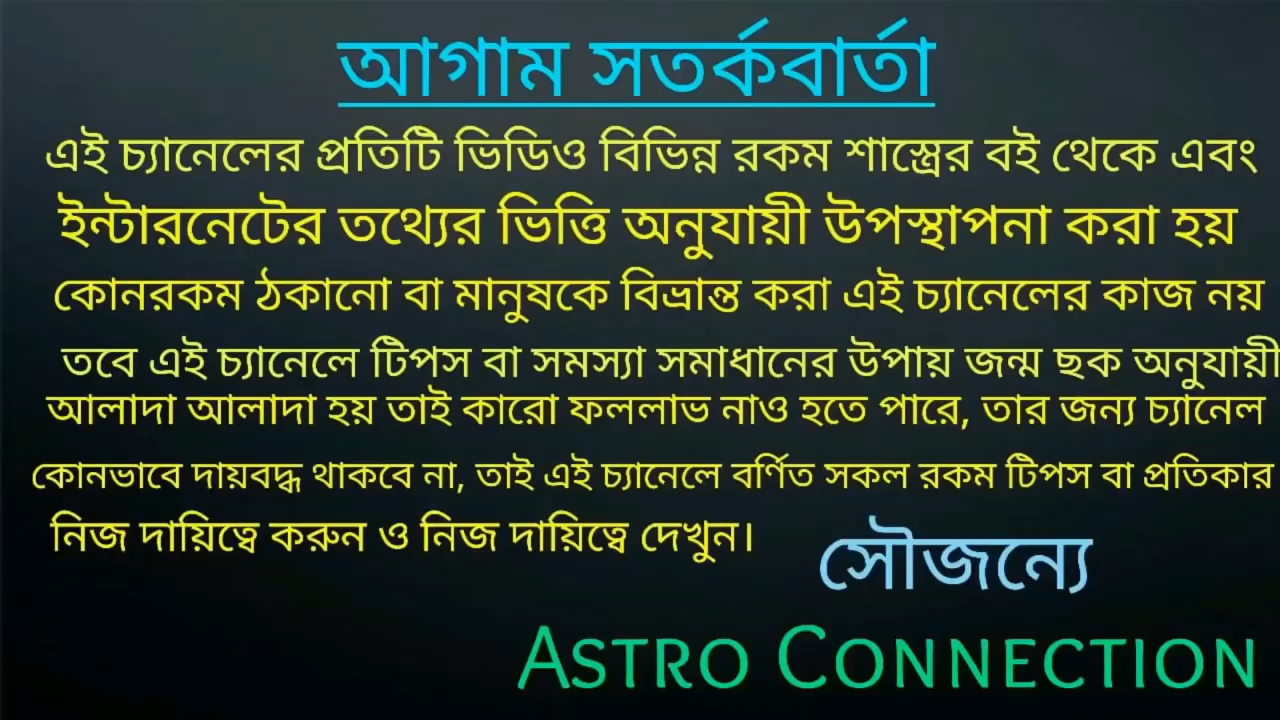 আগাম সতর্কবার্তা
এই চ্যানেলের প্রতিটি ভিডিও বিভিন্ন রকম শাস্ত্রের বই থেকে এবং
ইন্টারনেটের তথ্যের ভিত্তি অনুযায়ী উপস্থাপনা করা হয়
কোনরকম ঠকানো বা মানুষকে বিভ্রান্ত করা এই চ্যানেলের কাজ নয়
তবে এই চ্যানেলে টিপস বা সমস্যা সমাধানের উপায় জন্ম ছক অনুযায়ী
আলাদা আলাদা হয় তাই কারো ফললাভ নাও হতে পারে, তার জন্য চ্যানেল
কোনভাবে দায়বদ্ধ থাকবে না, তাই এই চ্যানেলে বর্ণিত সকল রকম টিপস বা প্রতিকার
নিজ দায়িত্বে করুন ও নিজ দায়িত্বে দেখুন।
সৌজন্যে
ASTRO CONNECTION